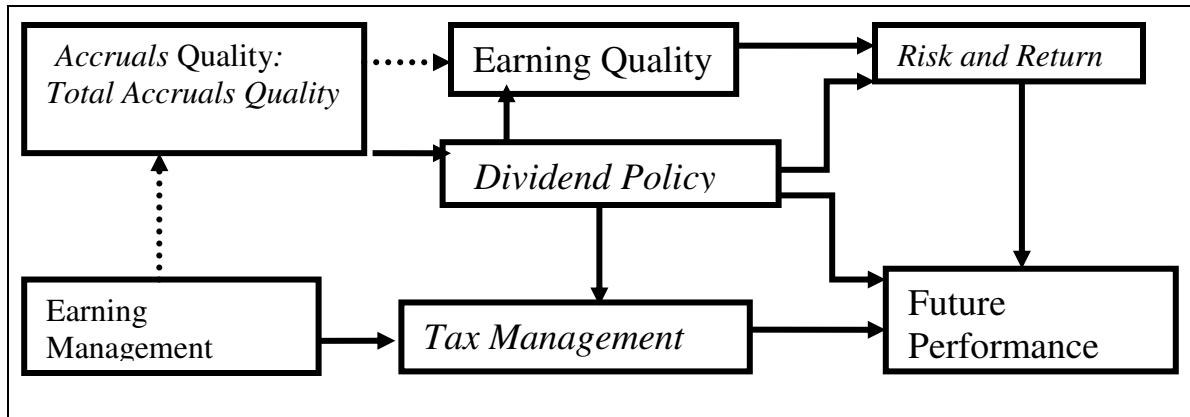 Accruals Quality:
Total Accruals Quality
Earning Quality
Risk and Return
Dividend Policy
Earning
Management
Tax Management
Future
Performance